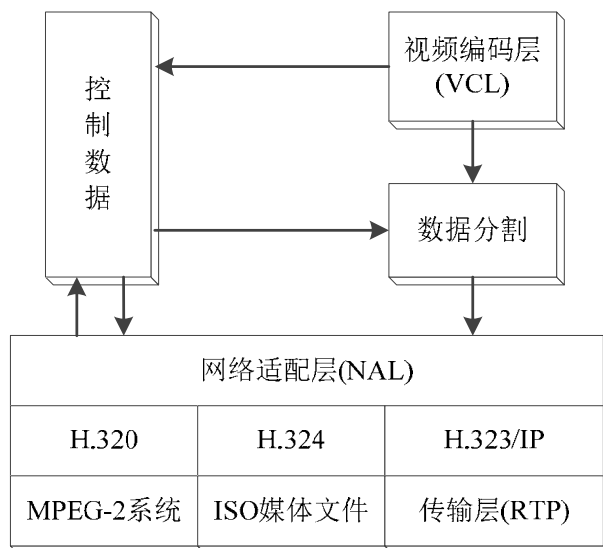 控制数据
视频编码层
(VCL)
数据分割
网络适配层(NAL)
H.320
H.324
H.323/IP
MPEG-2系统
ISO媒体文件
传输层(RTP)